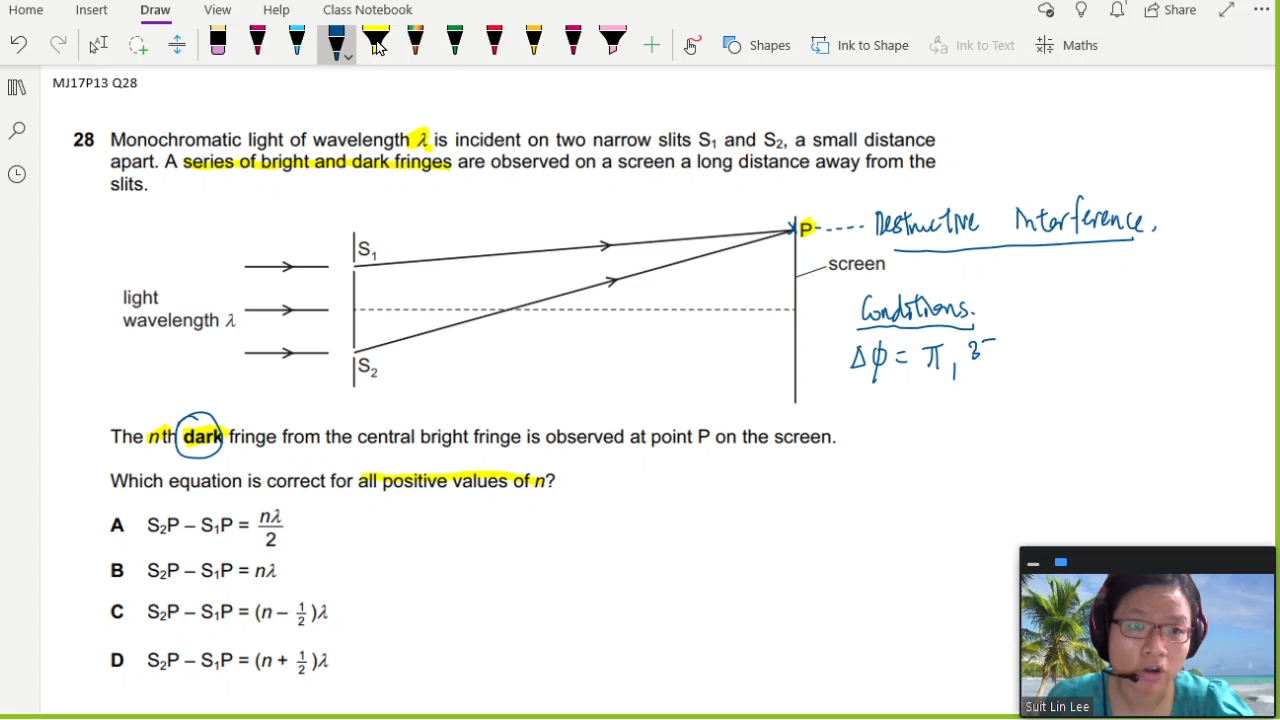 Home Insert Draw View Help Class Notebook Share
Shapes Ink to Shape Ink to Text Maths
MJ17P13 Q28
28 Monochromatic light of wavelength λ is incident on two narrow slits S₁ and S₂, a small distance
apart. A series of bright and dark fringes are observed on a screen a long distance away from the
slits.
S₁
P
Destructive Interference.
screen
light
wavelength λ
Conditions.
Δφ = π, 3
S₂
The nth dark fringe from the central bright fringe is observed at point P on the screen.
Which equation is correct for all positive values of n?
A S₂P – S₁P = nλ/2
B S₂P – S₁P = nλ
C S₂P – S₁P = (n – 1/2)λ
D S₂P – S₁P = (n + 1/2)λ
Suit Lin Lee